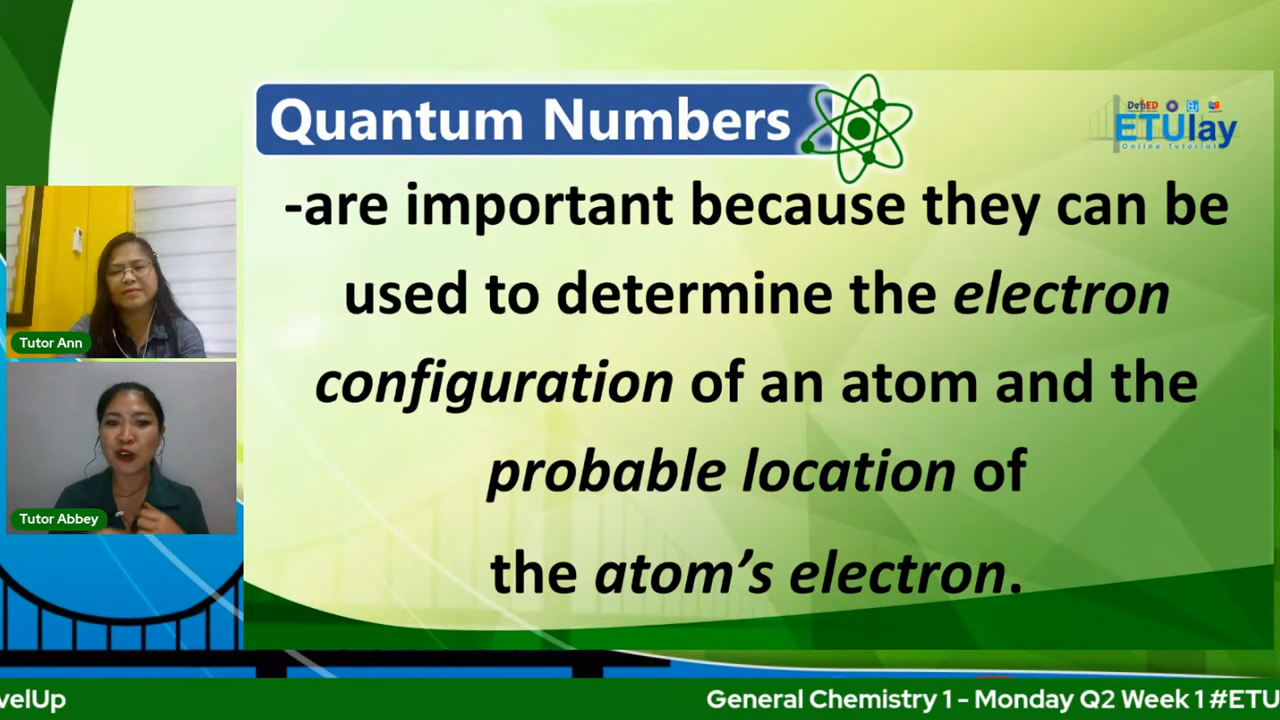 Quantum Numbers
DepED
ETUlay
Online Tutorial
-are important because they can be
used to determine the electron
configuration of an atom and the
probable location of
the atom’s electron.
Tutor Ann
Tutor Abbey
velUp
General Chemistry 1 - Monday Q2 Week 1 #ETU